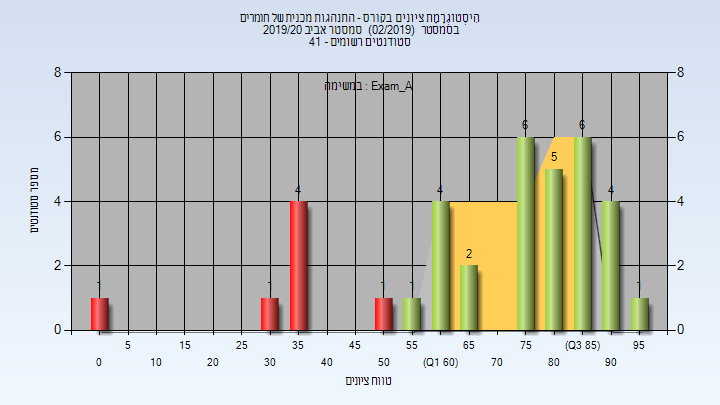 הִיסְטוֹגְרַמַּת ציונים בקורס - התנהגות מכנית של חומרים
בסמסטר (02/2019) סמסטר אביב 2019/20
סטודנטים רשומים - 41
במשימה : Exam_A
מספר סטודנטים
8 8
6 6
4 4
2 2
0 0
1 1 4 1 1 4 2 6 5 6 4 1
5 15 25 35 45 55 65 75 (Q3 85) 95
0 10 20 30 40 50 (Q1 60) 70 80 90
טווח ציונים